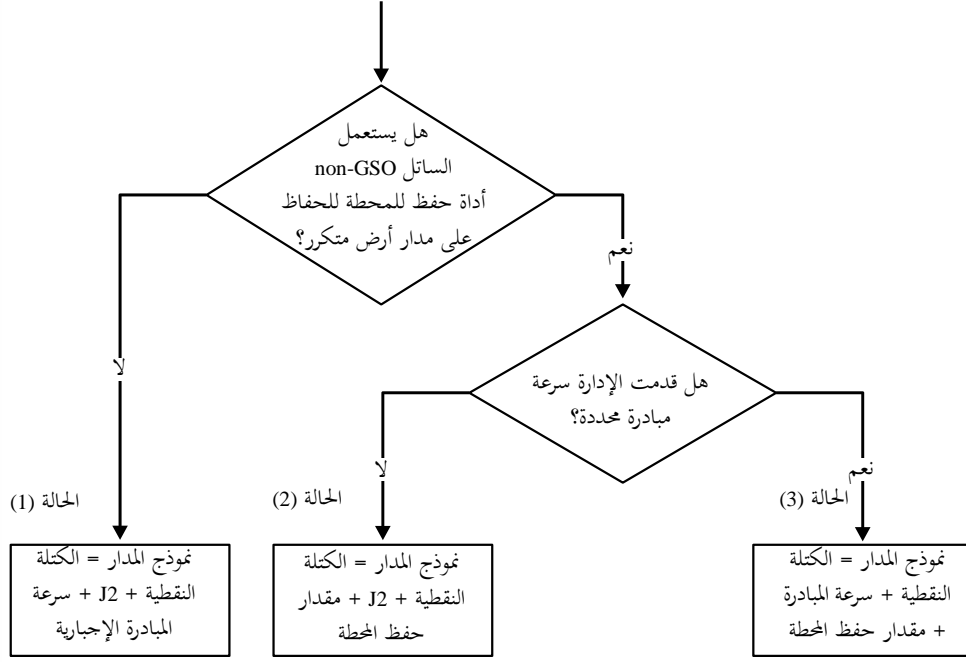 هل يستعمل
الساتل non-GSO
أداة حفظ للمحطة للحفاظ
على مدار أرض متكرر؟
نعم
لا
هل قدمت الإدارة سرعة
مبادرة محددة؟
لا
نعم
الحالة (1)
الحالة (2)
الحالة (3)
نموذج المدار = الكتلة
النقطية + J2 + سرعة
المبادرة الإجبارية
نموذج المدار = الكتلة
النقطية + J2 + مقدار
حفظ المحطة
نموذج المدار = الكتلة
النقطية + سرعة المبادرة
+ مقدار حفظ المحطة